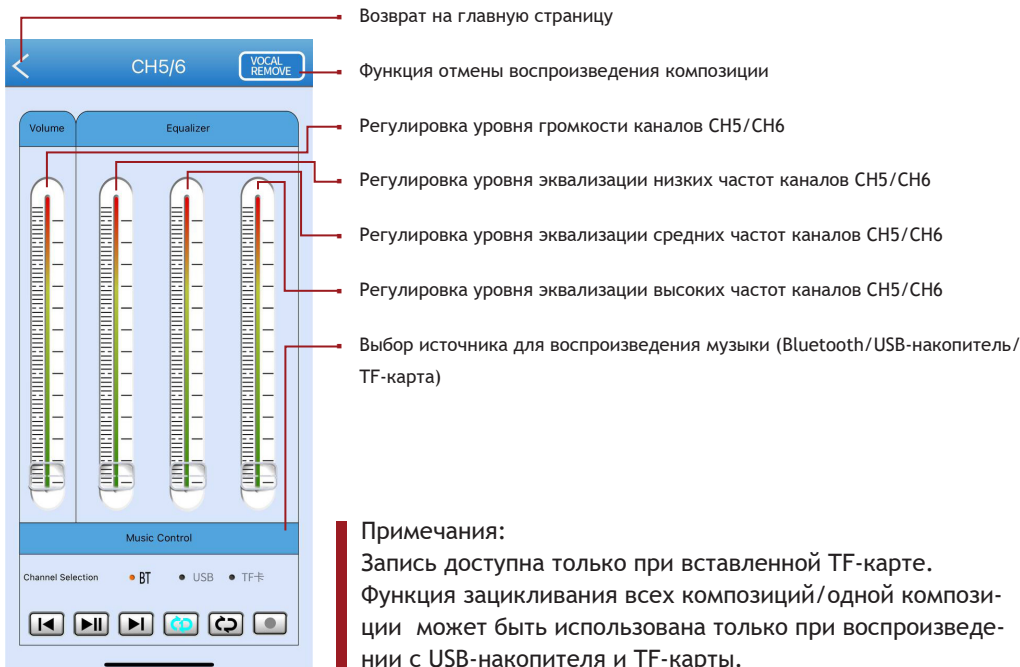 Возврат на главную страницу
CH5/6
VOCAL
REMOVE
Функция отмены воспроизведения композиции
Volume
Equalizer
Регулировка уровня громкости каналов CH5/CH6
Регулировка уровня эквализации низких частот каналов CH5/CH6
Регулировка уровня эквализации средних частот каналов CH5/CH6
Регулировка уровня эквализации высоких частот каналов CH5/CH6
Выбор источника для воспроизведения музыки (Bluetooth/USB-накопитель/
TF-карта)
Music Control
Channel Selection BT USB TF卡
Примечания:
Запись доступна только при вставленной TF-карте.
Функция зацикливания всех композиций/одной компози-
ции может быть использована только при воспроизведе-
нии с USB-накопителя и TF-карты.